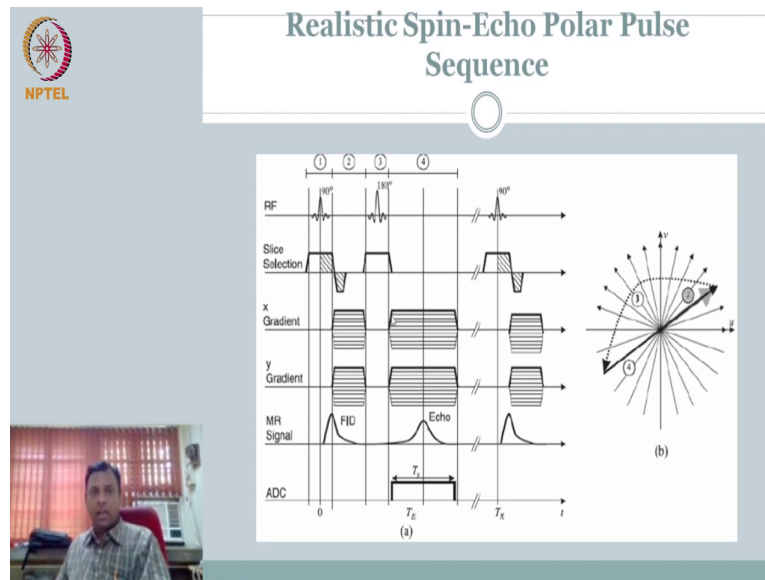 NPTEL
Realistic Spin-Echo Polar Pulse
Sequence
1 2 3 4
RF
90°
180°
90°
Slice
Selection
x
Gradient
y
Gradient
MR
Signal
FID
Echo
ADC
Ts
0
TE
TR
t
(a)
v
u
3
2
4
(b)